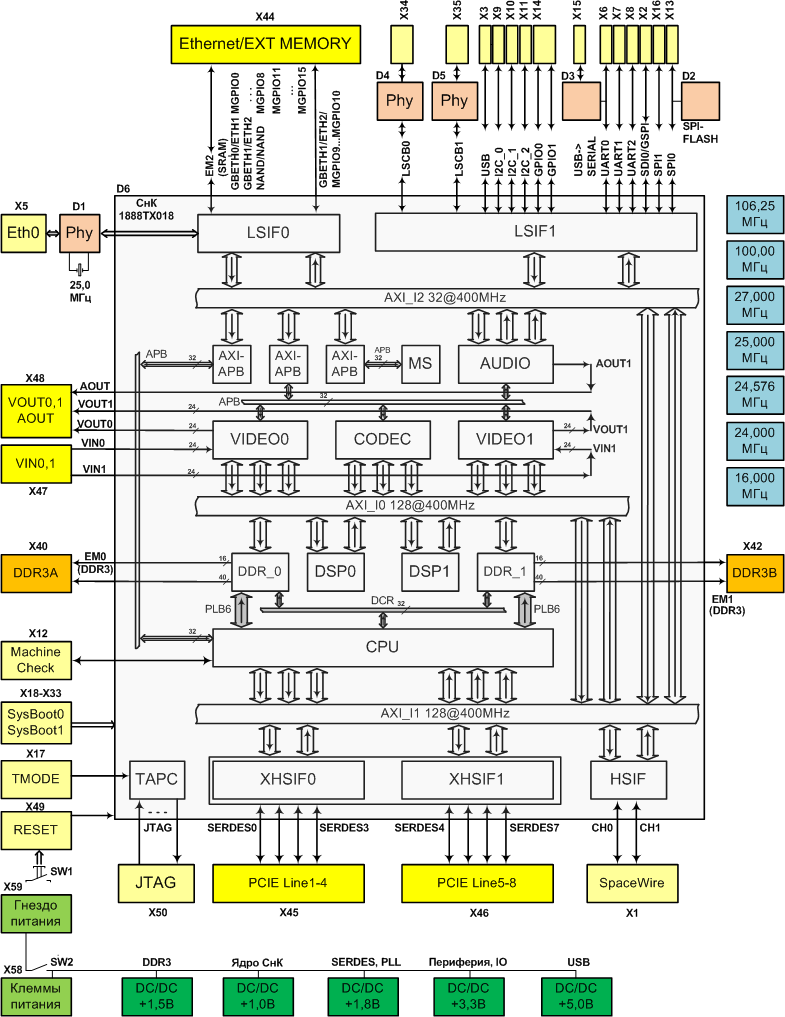 X44
Ethernet/EXT MEMORY
X34
X35
X3
X9
X10
X11
X14
X15
X6
X7
X8
X2
X16
X13
D4
Phy
D5
Phy
D3
D2
SPI-
FLASH
EM2
(SRAM)
GBETH0/ETH1 MGPIO0
GBETH1/ETH2 . . . MGPIO8
NAND/NAND MGPIO11
...
MGPIO15
GBETH1/ETH2/
MGPIO9...MGPIO10
LSCB0
LSCB1
USB
I2C_0
I2C_1
I2C_2
GPIO0
GPIO1
USB->
SERIAL
UART0
UART1
UART2
SDI0/GSPI
SPI1
SPI0
D6
СнК
1888ТХ018
X5
Eth0
D1
Phy
25,0
МГц
LSIF0
LSIF1
106,25
МГц
100,00
МГц
27,000
МГц
25,000
МГц
24,576
МГц
24,000
МГц
16,000
МГц
AXI_I2 32@400MHz
APB
32
AXI-
APB
AXI-
APB
AXI-
APB
APB
32
MS
AUDIO
AOUT1
X48
VOUT0,1
AOUT
AOUT
VOUT1
24
VOUT0
24
APB
32
VIN0
24
VIN0,1
VIN1
24
X47
VIDEO0
CODEC
VIDEO1
24
VOUT1
24
VIN1
AXI_I0 128@400MHz
X40
DDR3A
EM0
(DDR3)
16
40
DDR_0
DSP0
DSP1
DDR_1
16
40
X42
DDR3B
EM1
(DDR3)
PLB6
DCR
32
PLB6
X12
Machine
Check
32
CPU
X18-X33
SysBoot0
SysBoot1
AXI_I1 128@400MHz
X17
TMODE
TAPC
XHSIF0
XHSIF1
HSIF
X49
RESET
JTAG
SERDES0
SERDES3
SERDES4
SERDES7
CH0
CH1
SW1
X59
Гнездо
питания
JTAG
X50
PCIE Line1-4
X45
PCIE Line5-8
X46
SpaceWire
X1
X58
SW2
Клеммы
питания
DDR3
DC/DC
+1,5В
Ядро СнК
DC/DC
+1,0В
SERDES, PLL
DC/DC
+1,8В
Периферия, IO
DC/DC
+3,3В
USB
DC/DC
+5,0В